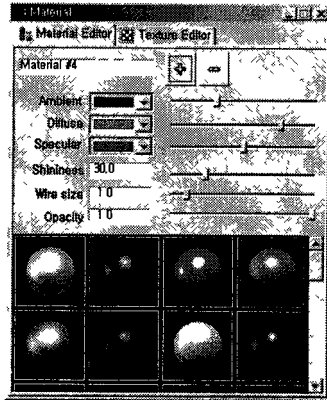 Material
Material Editor Texture Editor
Material #4
Ambient
Diffuse
Specular
Shininess 30.0
Wire size 1.0
Opacity 1.0